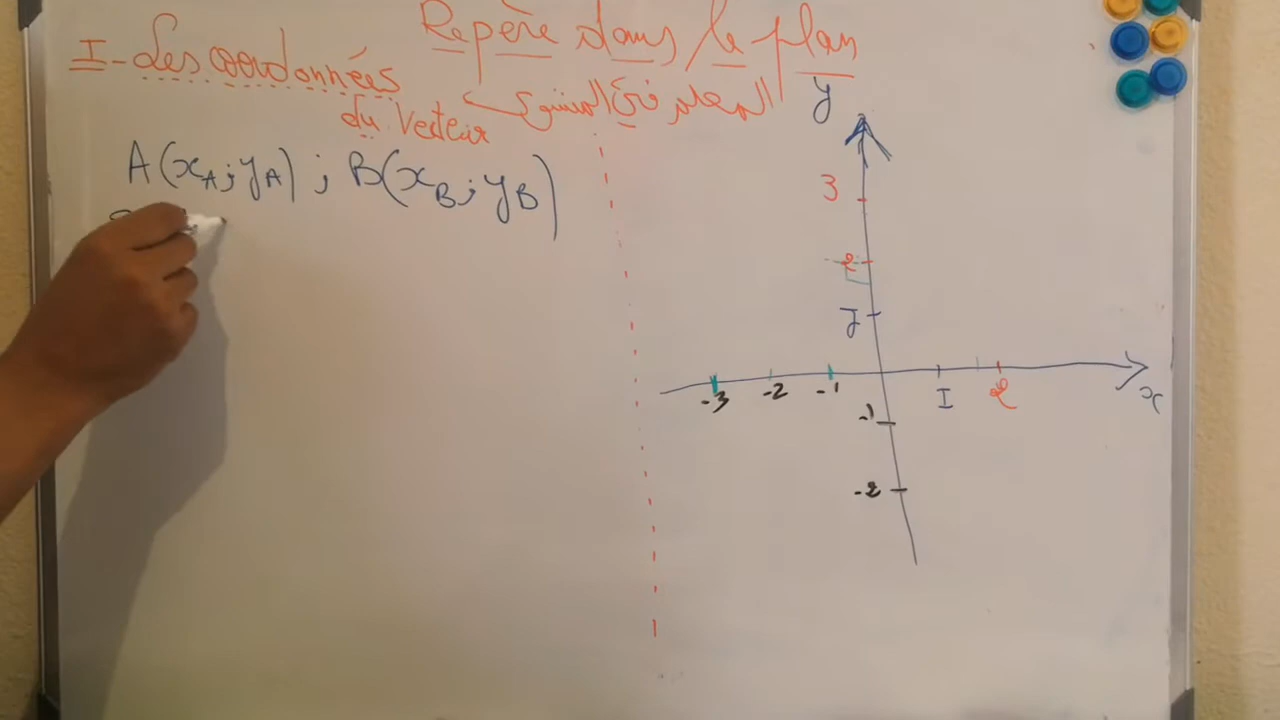 Repère dans le plan
I- Les coordonnées
du Vecteur
المعلم في المستوى
A(xA; yA) ; B(xB; yB)
y
3
2
J
-3 -2 -1 I 2 x
-1
-2